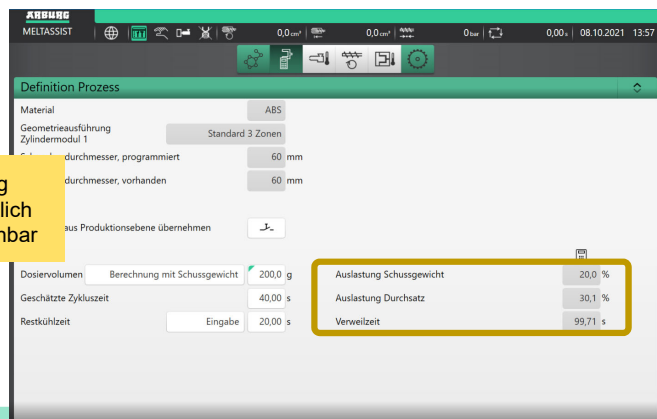 ARBURG
MELTASSIST 0,0 cm³ 0,0 cm³ 0 bar 0,00 s 08.10.2021 13:57
Definition Prozess
Material ABS
Geometrieausführung
Zylindermodul 1 Standard 3 Zonen
durchmesser, programmiert 60 mm
durchmesser, vorhanden 60 mm
g
lich
nbar
aus Produktionsebene übernehmen
Dosiervolumen Berechnung mit Schussgewicht 200,0 g Auslastung Schussgewicht 20,0 %
Geschätzte Zykluszeit 40,00 s Auslastung Durchsatz 30,1 %
Restkühlzeit Eingabe 20,00 s Verweilzeit 99,71 s